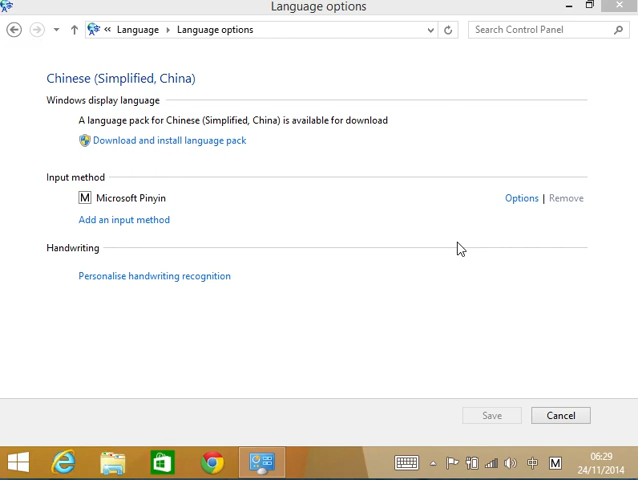 Language options
« Language ▸ Language options
Search Control Panel
Chinese (Simplified, China)
Windows display language
A language pack for Chinese (Simplified, China) is available for download
Download and install language pack
Input method
M Microsoft Pinyin
Options | Remove
Add an input method
Handwriting
Personalise handwriting recognition
Save
Cancel
中 M
06:29
24/11/2014